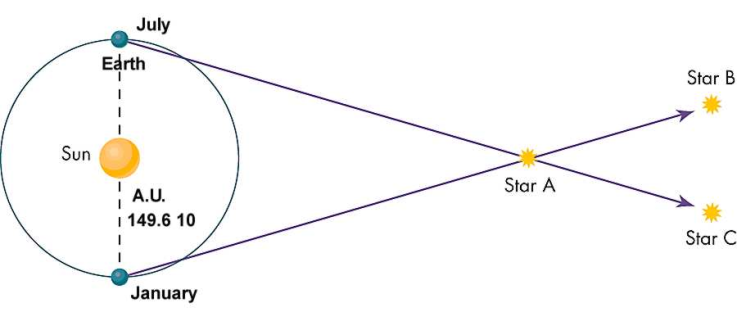 July
Earth
Sun
A.U.
149.6 10
January
Star A
Star B
Star C